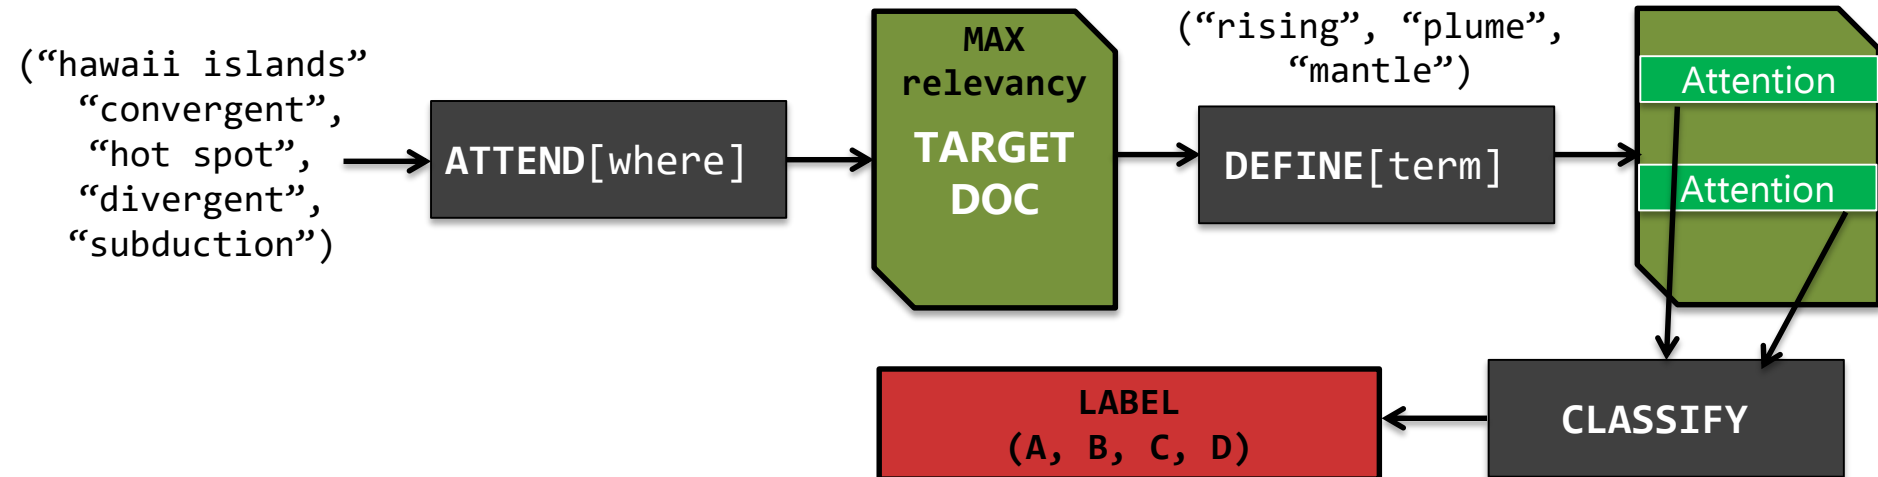 (“hawaii islands”
“convergent”,
“hot spot”,
“divergent”,
“subduction”)
ATTEND[where]
MAX
relevancy
TARGET
DOC
(“rising”, “plume”,
“mantle”)
DEFINE[term]
Attention
Attention
CLASSIFY
LABEL
(A, B, C, D)